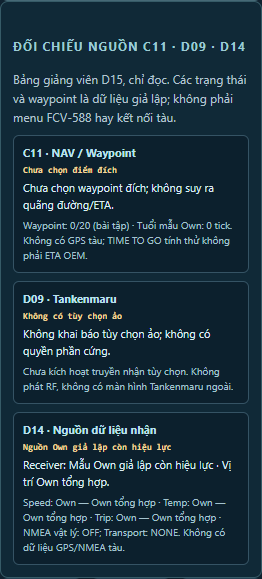 ĐỐI CHIẾU NGUỒN C11 · D09 · D14
Bảng giảng viên D15, chỉ đọc. Các trạng thái
và waypoint là dữ liệu giả lập; không phải
menu FCV-588 hay kết nối tàu.
C11 · NAV / Waypoint
Chưa chọn điểm đích
Chưa chọn waypoint đích; không suy ra
quãng đường/ETA.
Waypoint: 0/20 (bài tập) · Tuổi mẫu Own: 0 tick.
Không có GPS tàu; TIME TO GO tính thử không
phải ETA OEM.
D09 · Tankenmaru
Không có tùy chọn ảo
Không khai báo tùy chọn ảo; không có
quyền phần cứng.
Chưa kích hoạt truyền nhận tùy chọn. Không
phát RF, không có màn hình Tankenmaru ngoài.
D14 · Nguồn dữ liệu nhận
Nguồn Own giả lập còn hiệu lực
Receiver: Mẫu Own giả lập còn hiệu lực · Vị
trí Own tổng hợp.
Speed: Own — Own tổng hợp · Temp: Own —
Own tổng hợp · Trip: Own — Own tổng hợp ·
NMEA vật lý: OFF; Transport: NONE. Không có
dữ liệu GPS/NMEA tàu.